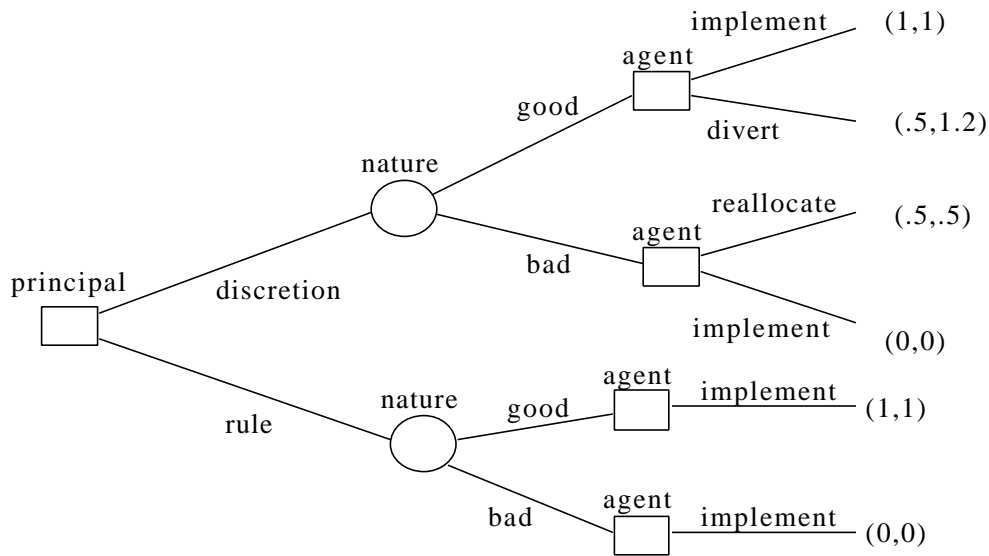 implement
(1,1)
agent
good
divert
(.5,1.2)
nature
reallocate
(.5,.5)
agent
bad
principal
discretion
implement
(0,0)
agent
implement
nature
good
(1,1)
rule
agent
bad
implement
(0,0)